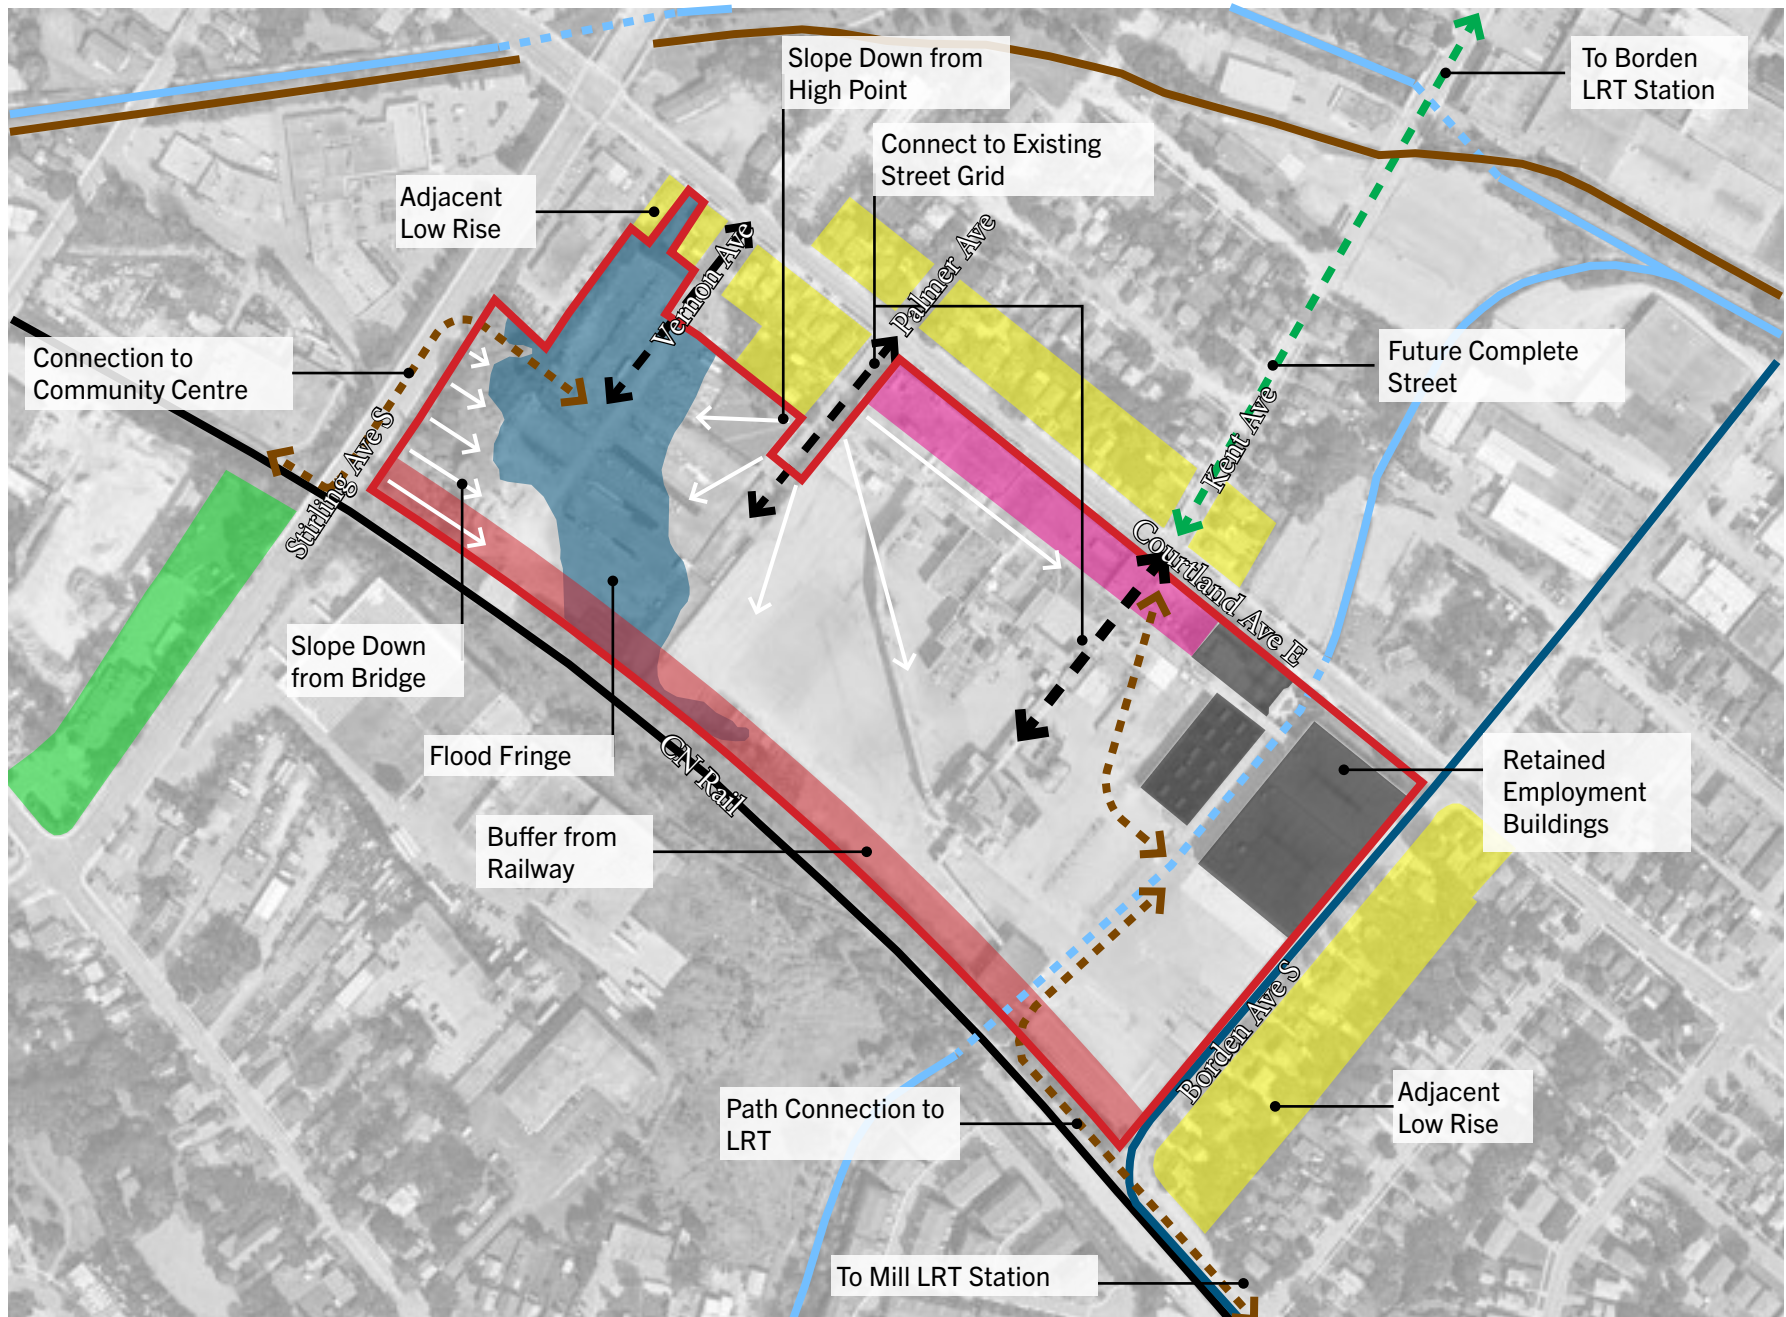 Slope Down from
High Point
To Borden
LRT Station
Connect to Existing
Street Grid
Adjacent
Low Rise
Vernon Ave
Palmer Ave
Connection to
Community Centre
Future Complete
Street
Kent Ave
Stirling Ave S
Courtland Ave E
Slope Down
from Bridge
Flood Fringe
CN Rail
Retained
Employment
Buildings
Buffer from
Railway
Borden Ave S
Path Connection to
LRT
Adjacent
Low Rise
To Mill LRT Station